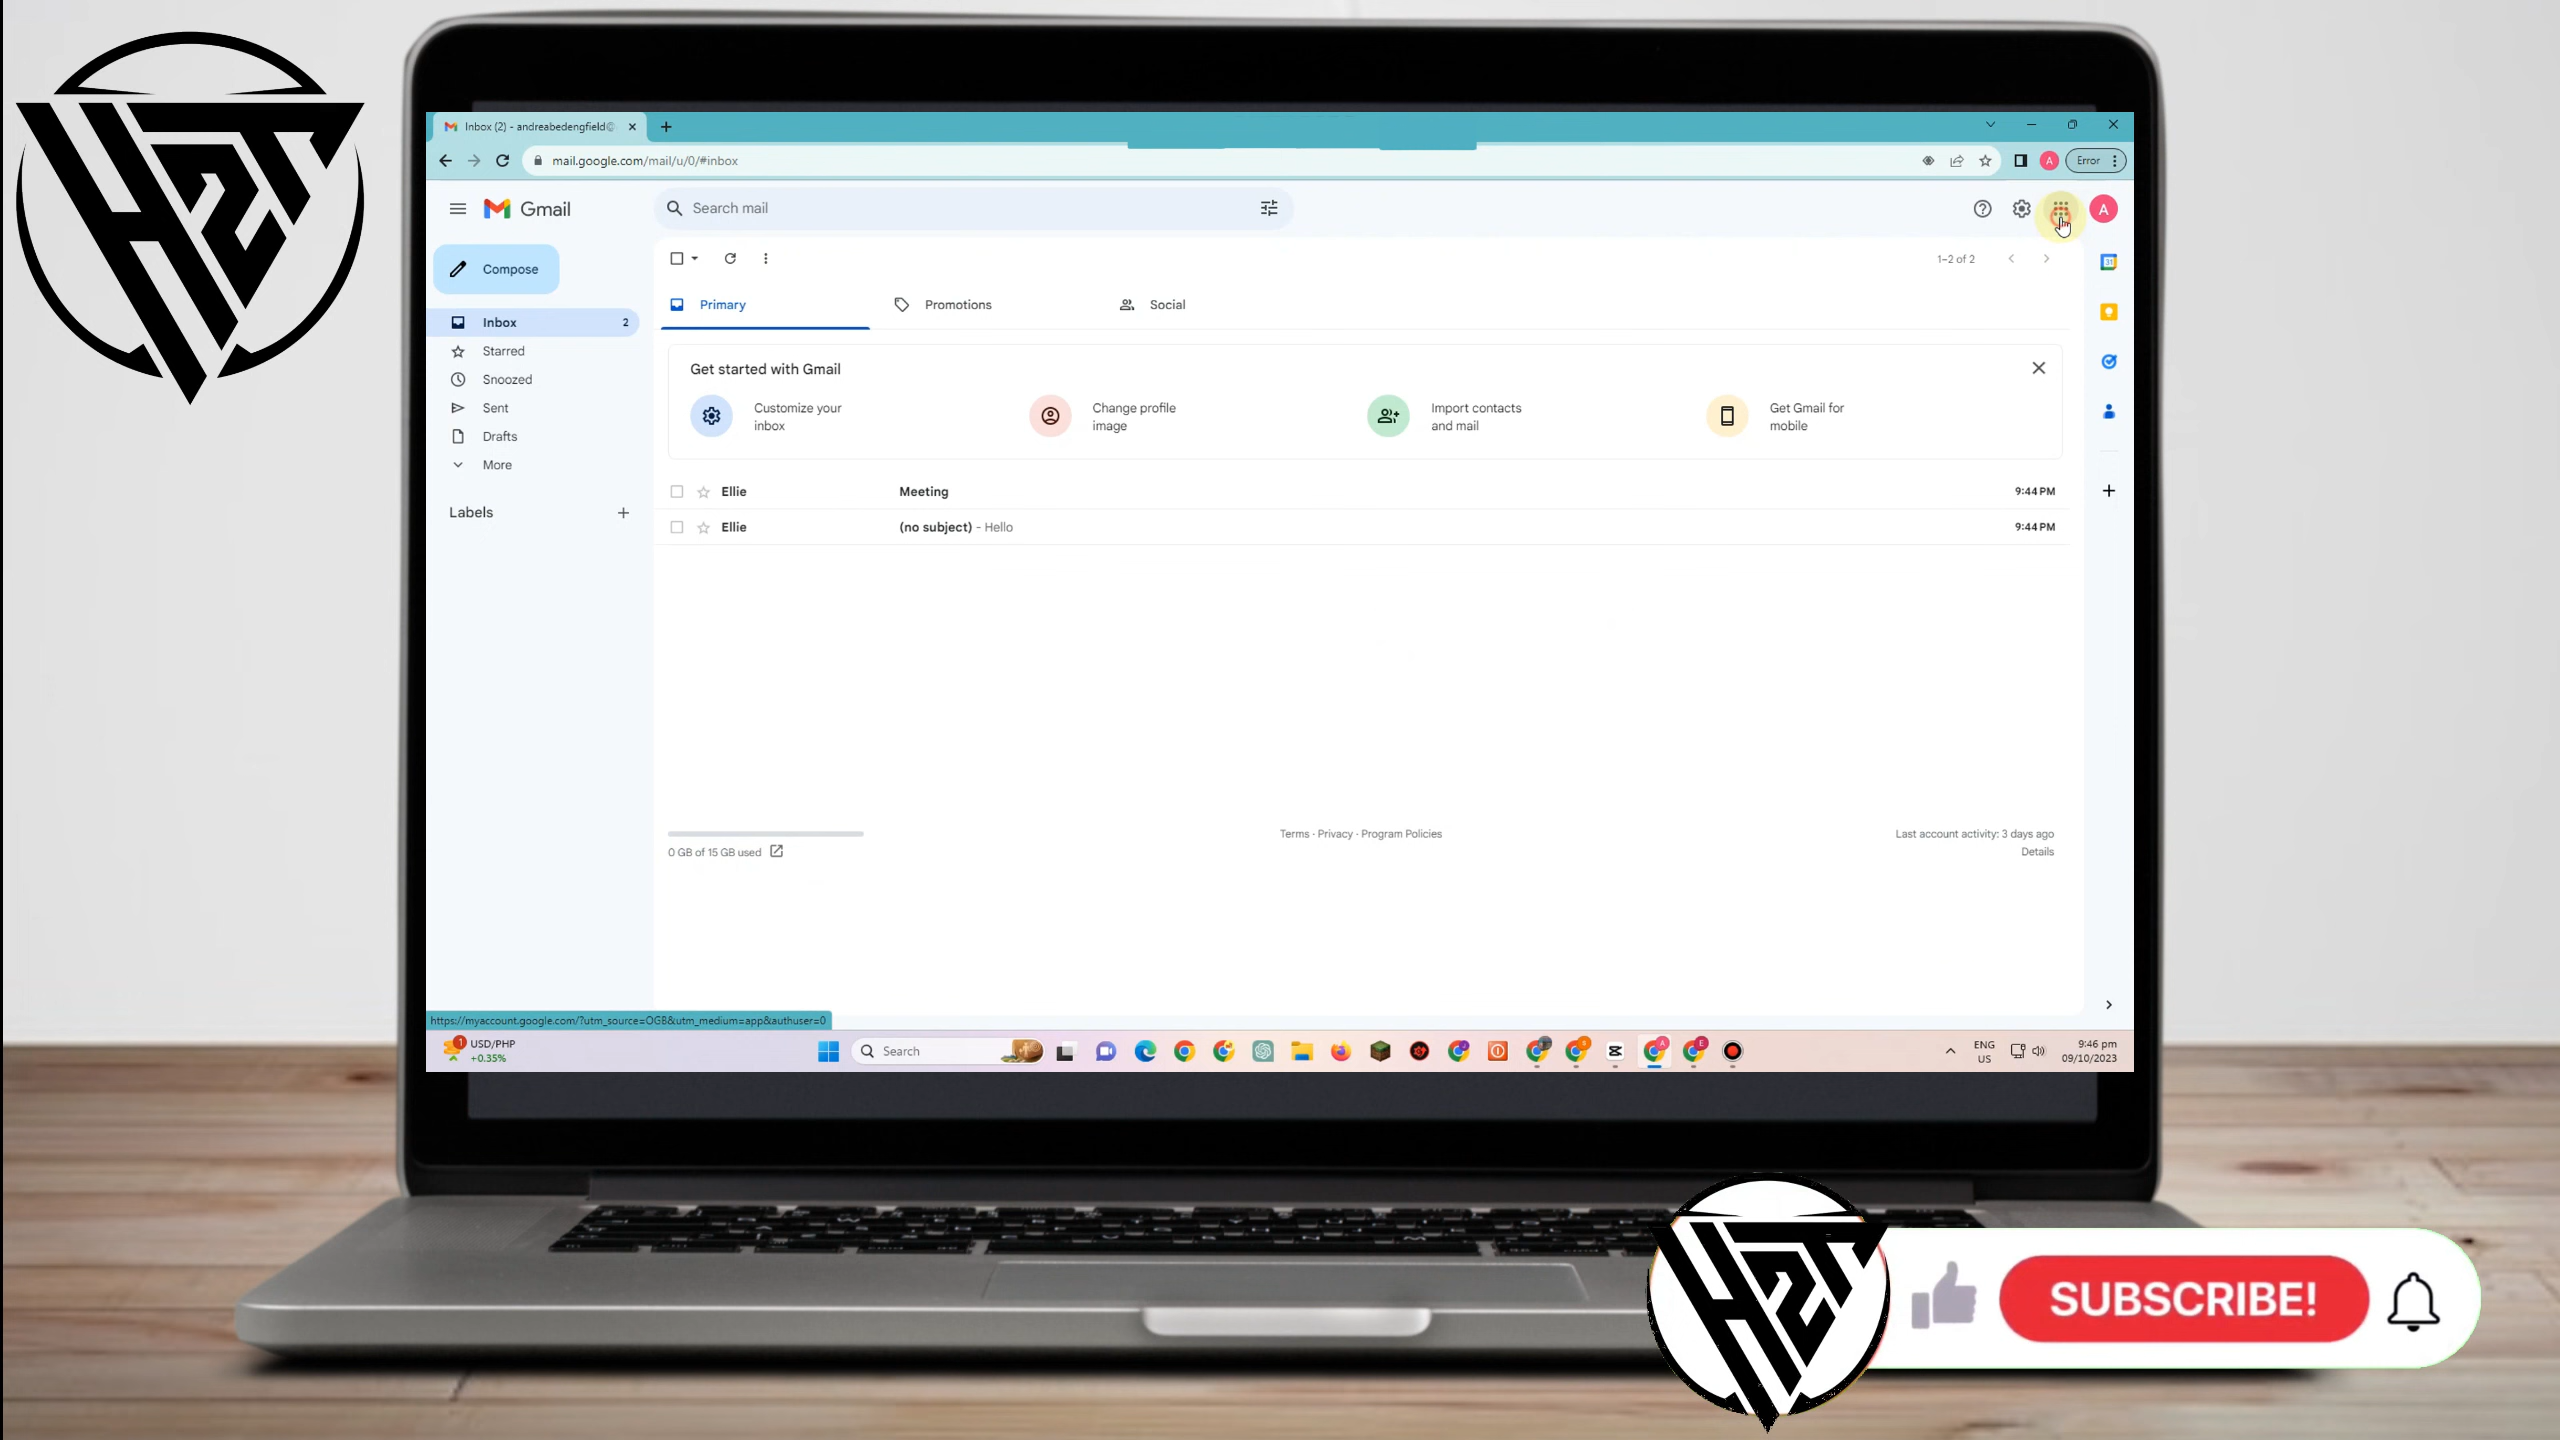 H2T
Inbox (2) - andreabedengfield@
mail.google.com/mail/u/0/#inbox
A
Error
Gmail
Search mail
A
Compose
1–2 of 2
31
Primary
Promotions
Social
Inbox
2
Starred
Snoozed
Sent
Drafts
More
Labels
Get started with Gmail
Customize your
inbox
Change profile
image
Import contacts
and mail
Get Gmail for
mobile
Ellie
Meeting
9:44 PM
Ellie
(no subject) - Hello
9:44 PM
Terms · Privacy · Program Policies
Last account activity: 3 days ago
0 GB of 15 GB used
Details
https://myaccount.google.com/?utm_source=OGB&utm_medium=app&authuser=0
1
USD/PHP
+0.35%
Search
ENG
US
9:46 pm
09/10/2023
H2T
SUBSCRIBE!